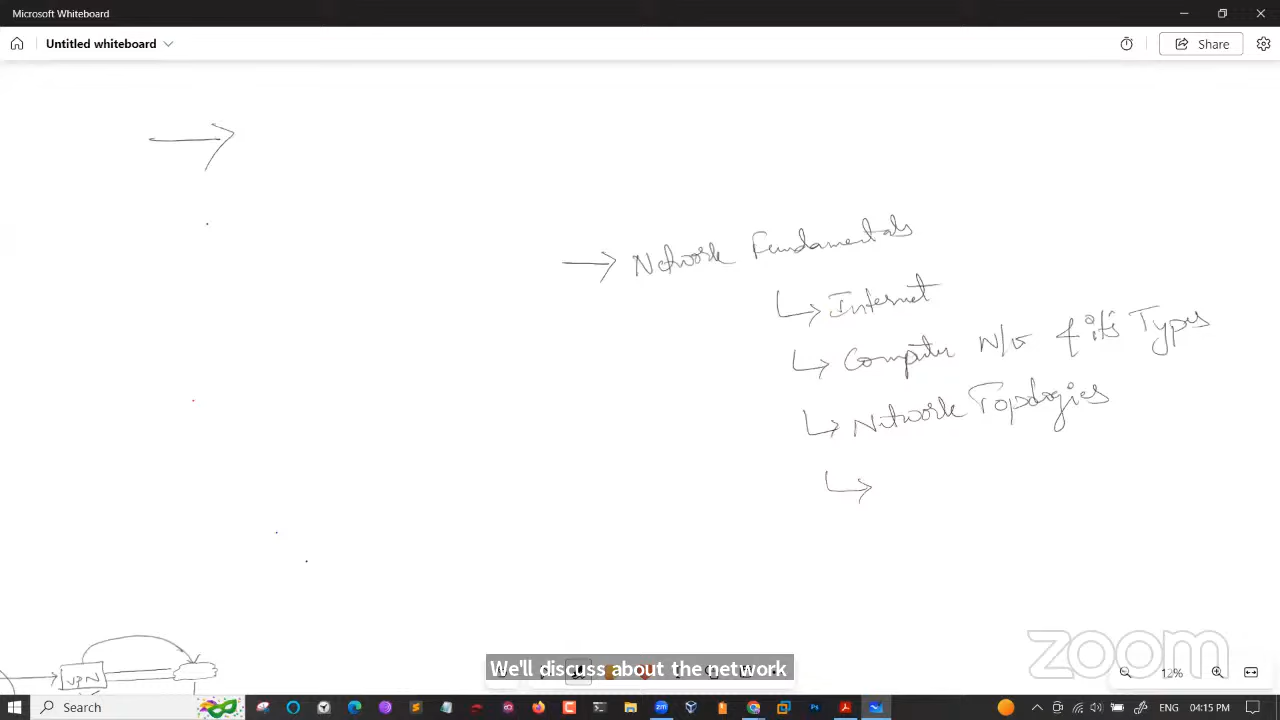 Microsoft Whiteboard
Untitled whiteboard
Share
Network Fundamentals
Internet
Computer N/w & its Types
Network Topologies
VPN
We'll discuss about the network
zoom
12%
Search
ENG 04:15 PM